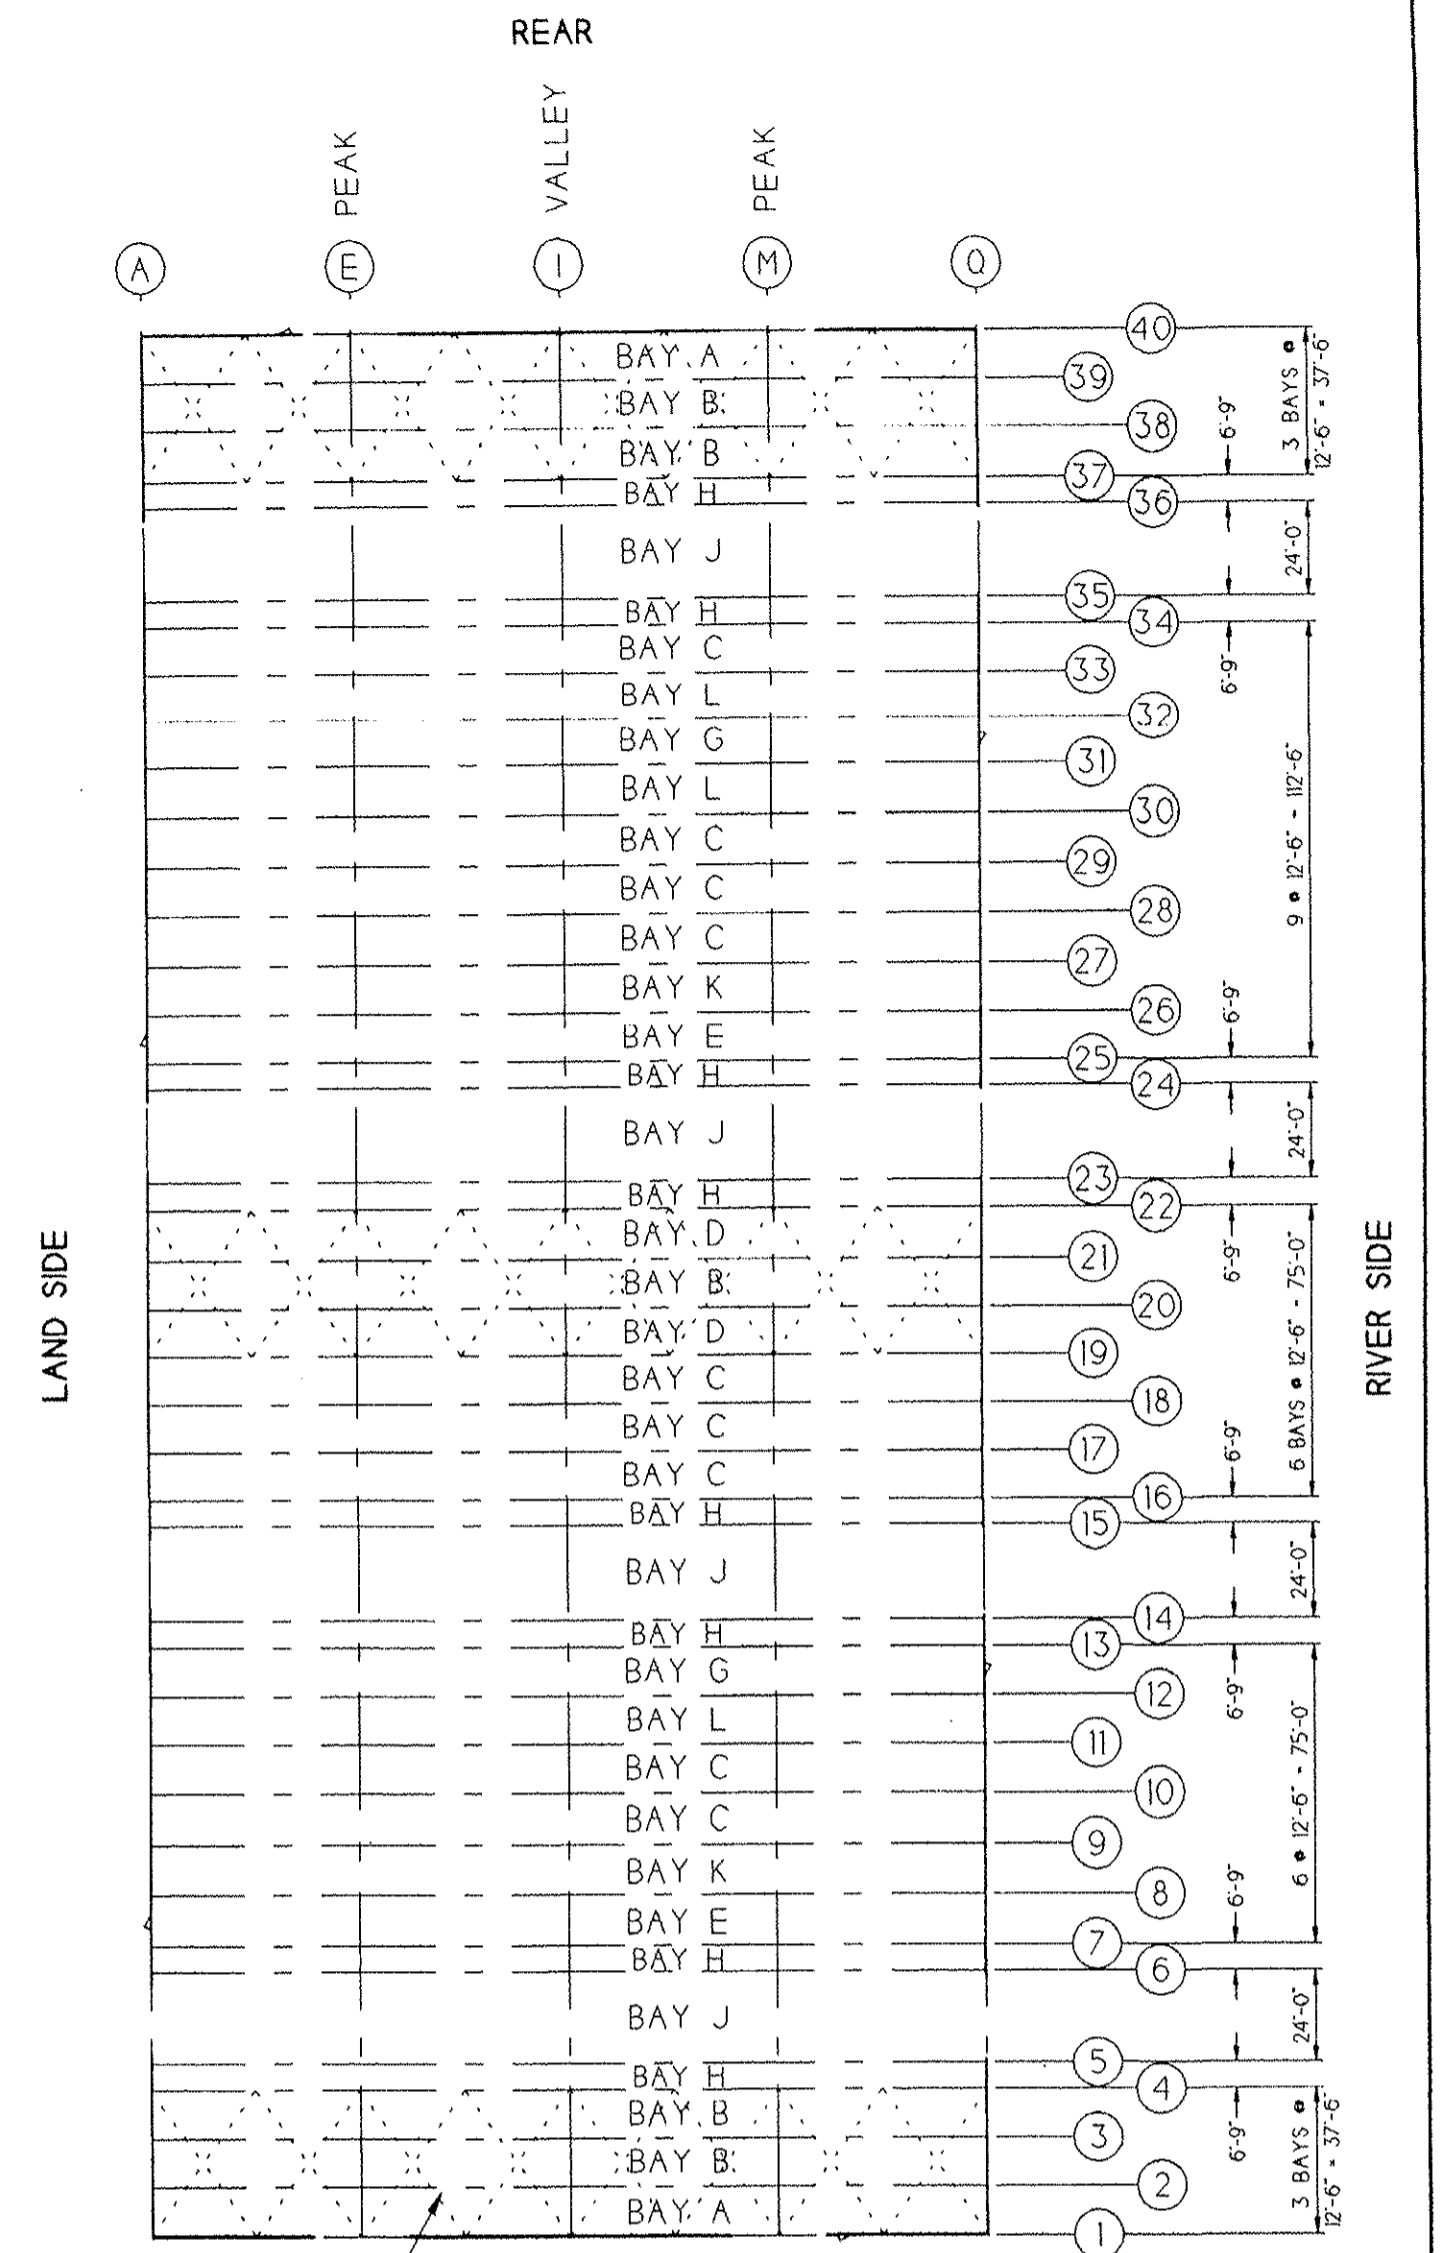 REAR
PEAK
VALLEY
PEAK
A
E
I
M
Q
40
BAY A
39
BAY B
38
BAY B
37
BAY H
36
BAY J
35
BAY H
34
BAY C
33
BAY L
32
BAY G
31
BAY L
30
BAY C
29
BAY C
28
BAY C
27
BAY K
26
BAY E
25
BAY H
24
BAY J
23
BAY H
22
BAY D
21
BAY B
20
BAY D
19
BAY C
18
BAY C
17
BAY C
16
BAY H
15
BAY J
14
BAY H
13
BAY G
12
BAY L
11
BAY C
10
BAY C
9
BAY K
8
BAY E
7
BAY H
6
BAY J
5
BAY H
4
BAY B
3
BAY B
2
BAY A
1
3 BAYS @
12'-6" = 37'-6"
6'-9"
24'-0"
6'-9"
9 @ 12'-6" - 112'-6"
6'-9"
24'-0"
6'-9"
6 BAYS @ 12'-6" - 75'-0"
6'-9"
24'-0"
6'-9"
6 @ 12'-6" - 75'-0"
6'-9"
24'-0"
6'-9"
3 BAYS @
12'-6" = 37'-6"
LAND SIDE
RIVER SIDE